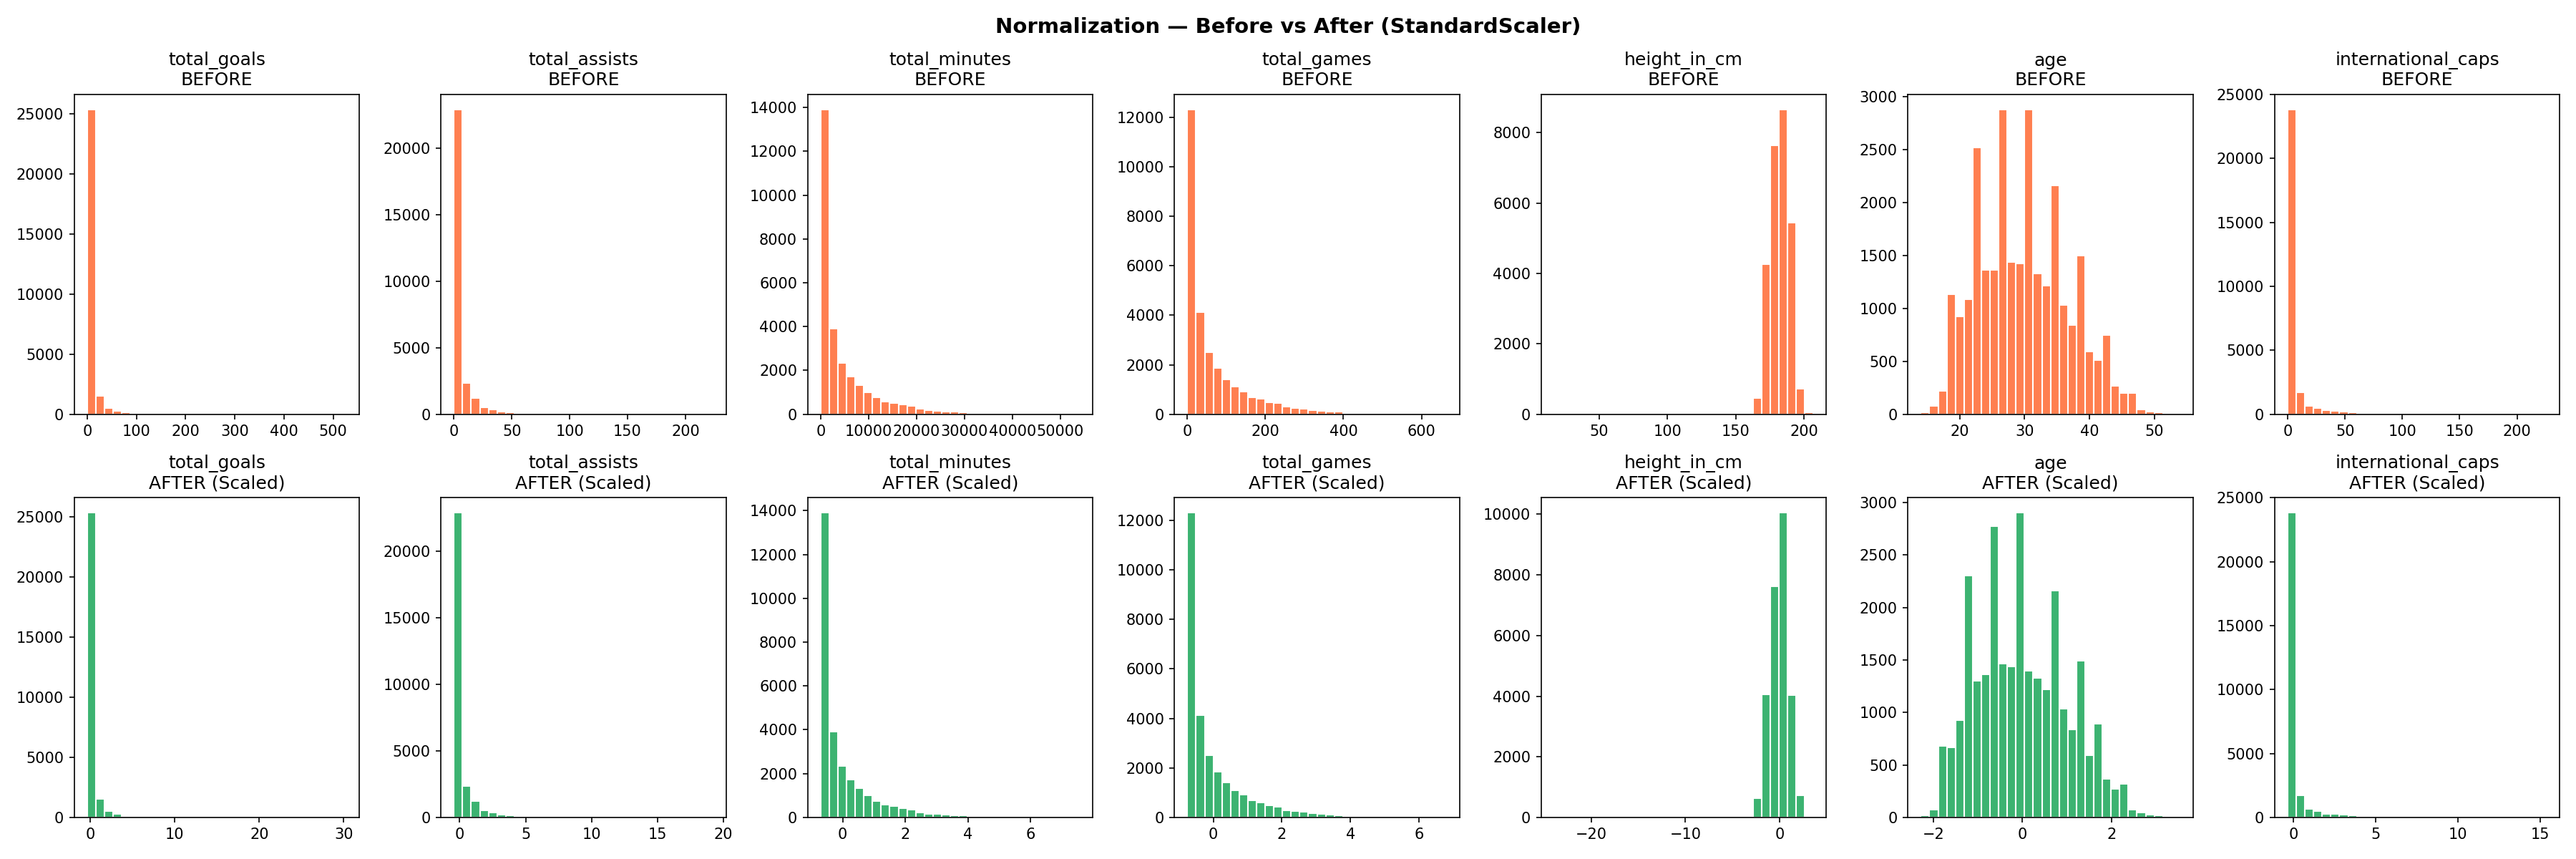 Normalization — Before vs After (StandardScaler)
total_goals
BEFORE
25000
20000
15000
10000
5000
0
0 100 200 300 400 500
total_assists
BEFORE
20000
15000
10000
5000
0
0 50 100 150 200
total_minutes
BEFORE
14000
12000
10000
8000
6000
4000
2000
0
0 10000 20000 30000 40000 50000
total_games
BEFORE
12000
10000
8000
6000
4000
2000
0
0 200 400 600
height_in_cm
BEFORE
8000
6000
4000
2000
0
50 100 150 200
age
BEFORE
3000
2500
2000
1500
1000
500
0
20 30 40 50
international_caps
BEFORE
25000
20000
15000
10000
5000
0
0 50 100 150 200
total_goals
AFTER (Scaled)
25000
20000
15000
10000
5000
0
0 10 20 30
total_assists
AFTER (Scaled)
20000
15000
10000
5000
0
0 5 10 15 20
total_minutes
AFTER (Scaled)
14000
12000
10000
8000
6000
4000
2000
0
0 2 4 6
total_games
AFTER (Scaled)
12000
10000
8000
6000
4000
2000
0
0 2 4 6
height_in_cm
AFTER (Scaled)
10000
8000
6000
4000
2000
0
−20 −10 0
age
AFTER (Scaled)
3000
2500
2000
1500
1000
500
0
−2 0 2
international_caps
AFTER (Scaled)
25000
20000
15000
10000
5000
0
0 5 10 15